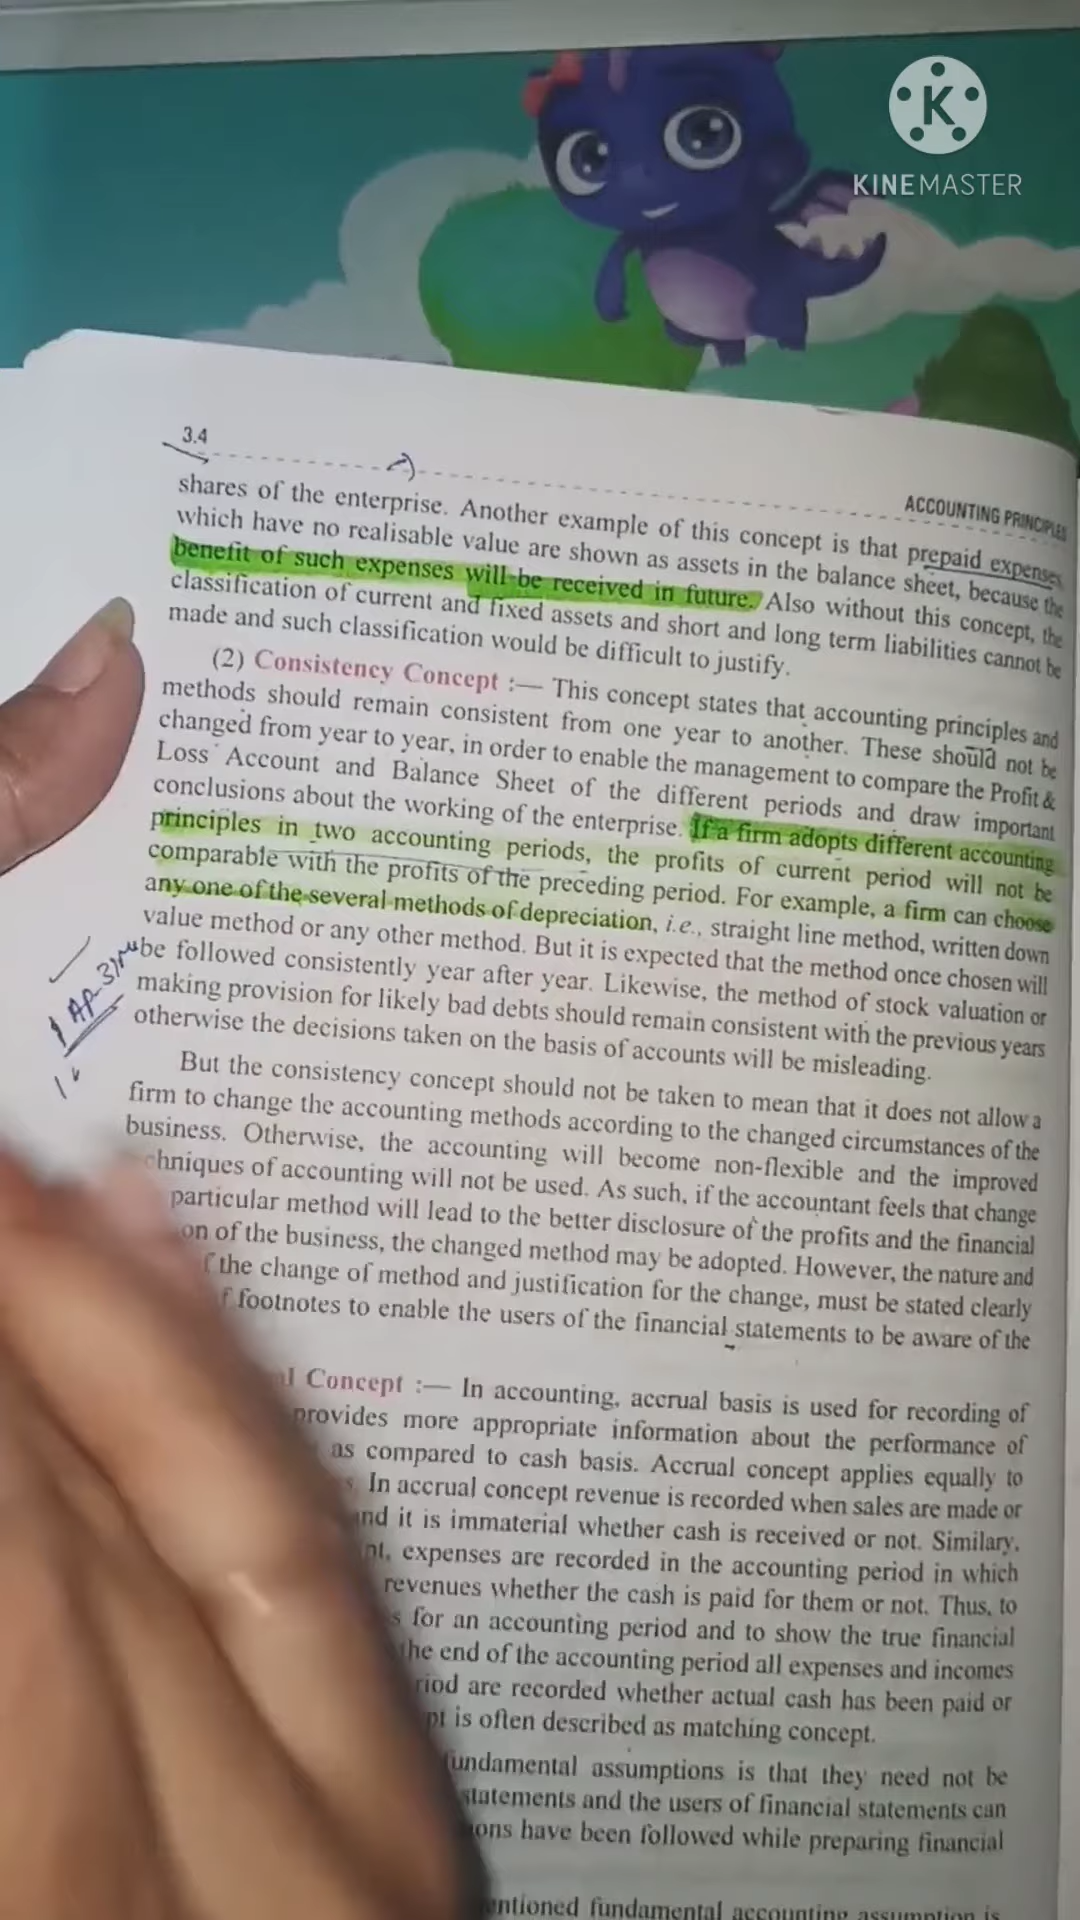 KINEMASTER
3.4
ACCOUNTING PRINCIPLES
shares of the enterprise. Another example of this concept is that prepaid expenses
which have no realisable value are shown as assets in the balance sheet, because the
benefit of such expenses will be received in future. Also without this concept, the
classification of current and fixed assets and short and long term liabilities cannot be
made and such classification would be difficult to justify.
(2) Consistency Concept :— This concept states that accounting principles and
methods should remain consistent from one year to another. These should not be
changed from year to year, in order to enable the management to compare the Profit &
Loss Account and Balance Sheet of the different periods and draw important
conclusions about the working of the enterprise. If a firm adopts different accounting
principles in two accounting periods, the profits of current period will not be
comparable with the profits of the preceding period. For example, a firm can choose
any one of the several methods of depreciation, i.e., straight line method, written down
value method or any other method. But it is expected that the method once chosen will
be followed consistently year after year. Likewise, the method of stock valuation or
making provision for likely bad debts should remain consistent with the previous years
otherwise the decisions taken on the basis of accounts will be misleading.
But the consistency concept should not be taken to mean that it does not allow a
firm to change the accounting methods according to the changed circumstances of the
business. Otherwise, the accounting will become non-flexible and the improved
chniques of accounting will not be used. As such, if the accountant feels that change
particular method will lead to the better disclosure of the profits and the financial
on of the business, the changed method may be adopted. However, the nature and
f the change of method and justification for the change, must be stated clearly
f footnotes to enable the users of the financial statements to be aware of the
l Concept :— In accounting, accrual basis is used for recording of
provides more appropriate information about the performance of
as compared to cash basis. Accrual concept applies equally to
s. In accrual concept revenue is recorded when sales are made or
nd it is immaterial whether cash is received or not. Similary,
nt, expenses are recorded in the accounting period in which
revenues whether the cash is paid for them or not. Thus, to
s for an accounting period and to show the true financial
the end of the accounting period all expenses and incomes
riod are recorded whether actual cash has been paid or
pt is often described as matching concept.
fundamental assumptions is that they need not be
statements and the users of financial statements can
ons have been followed while preparing financial
entioned fundamental accounting assumption is